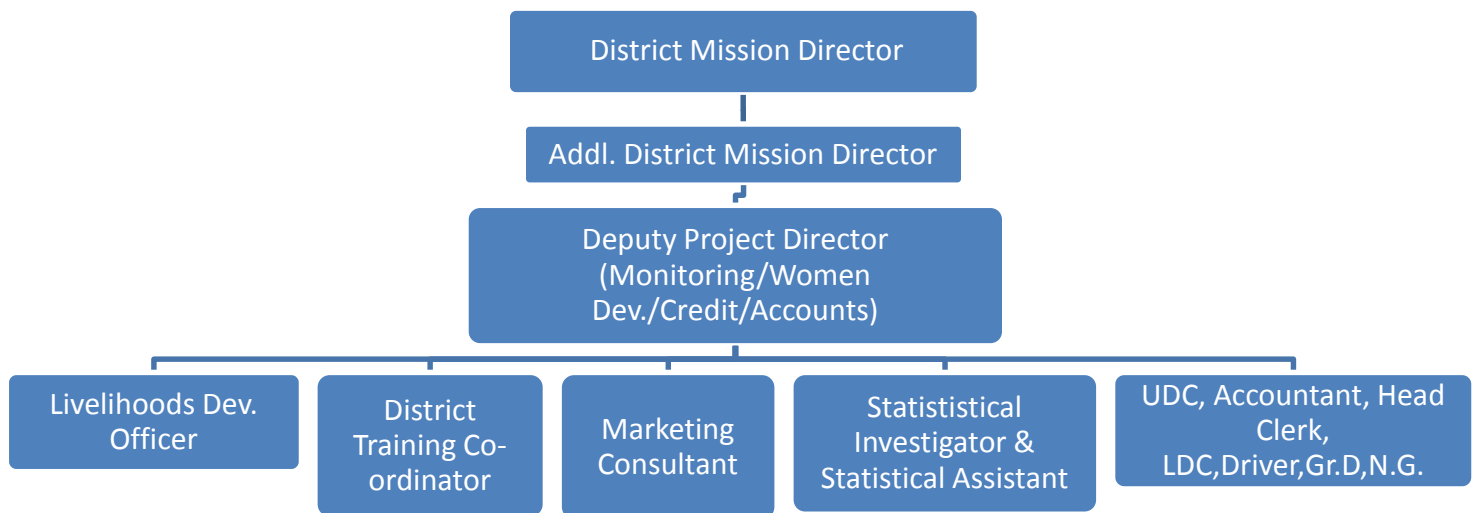 District Mission Director
Addl. District Mission Director
Deputy Project Director
(Monitoring/Women
Dev./Credit/Accounts)
Livelihoods Dev.
Officer
District
Training Co-
ordinator
Marketing
Consultant
Statististical
Investigator &
Statistical Assistant
UDC, Accountant, Head
Clerk,
LDC,Driver,Gr.D,N.G.